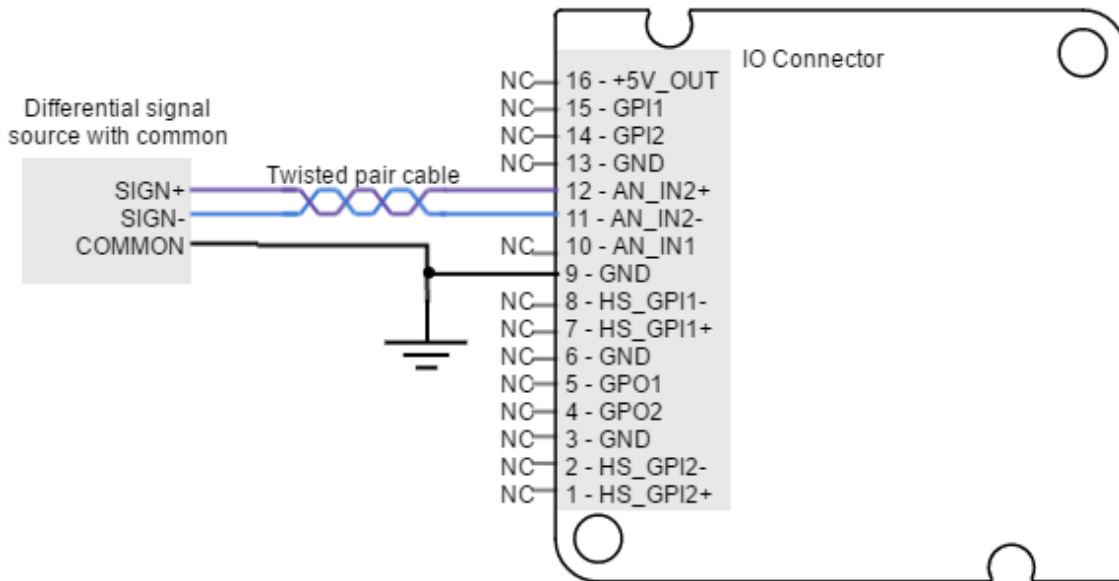 IO Connector
Differential signal
source with common
SIGN+
SIGN-
COMMON
Twisted pair cable
NC 16 - +5V_OUT
NC 15 - GPI1
NC 14 - GPI2
NC 13 - GND
12 - AN_IN2+
11 - AN_IN2-
NC 10 - AN_IN1
9 - GND
NC 8 - HS_GPI1-
NC 7 - HS_GPI1+
NC 6 - GND
NC 5 - GPO1
NC 4 - GPO2
NC 3 - GND
NC 2 - HS_GPI2-
NC 1 - HS_GPI2+